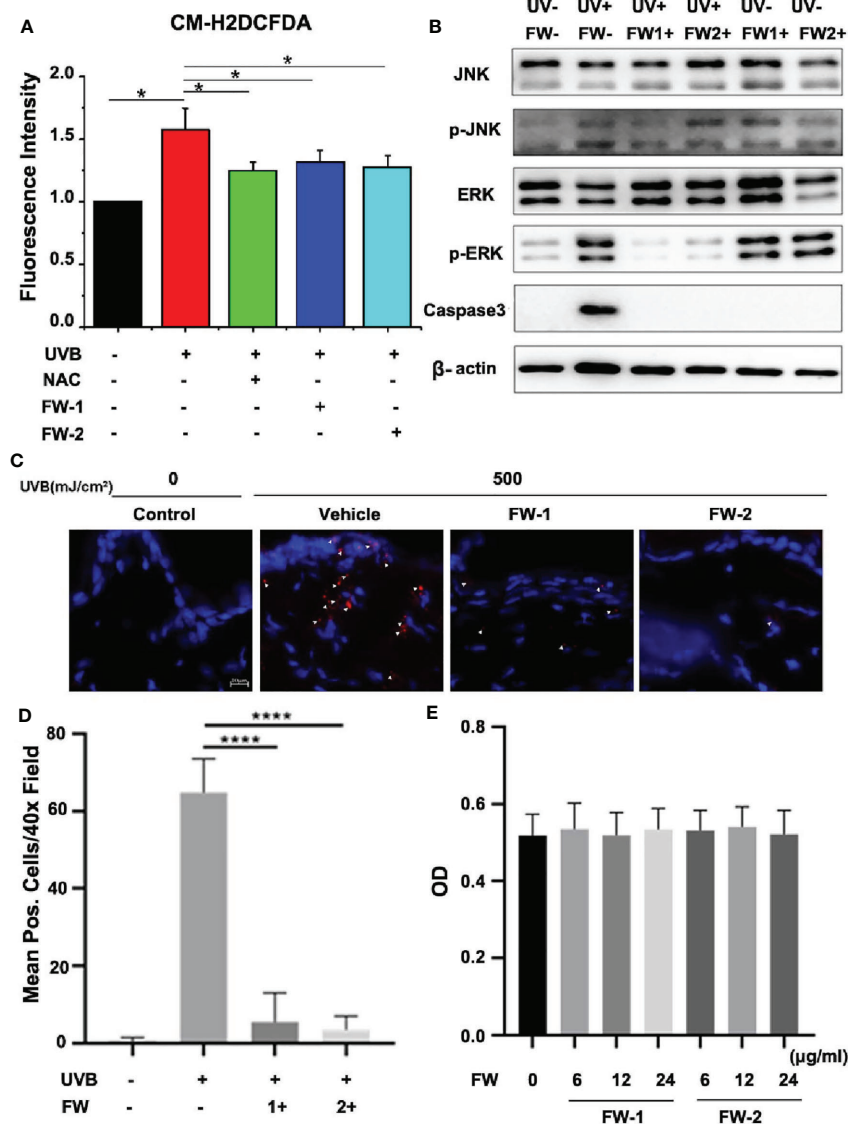 A
CM-H2DCFDA
Fluorescence Intensity
2.0
1.5
1.0
0.5
0.0
*
*
*
*
UVB - + + + +
NAC - - + - -
FW-1 - - - + -
FW-2 - - - - +
B
UV- UV+ UV+ UV+ UV- UV-
FW- FW- FW1+ FW2+ FW1+ FW2+
JNK
p-JNK
ERK
p-ERK
Caspase3
β- actin
C
UVB(mJ/cm²) 0 500
Control Vehicle FW-1 FW-2
D
Mean Pos. Cells/40x Field
80
60
40
20
0
****
****
UVB - + + +
FW - - 1+ 2+
E
OD
0.8
0.6
0.4
0.2
0.0
(μg/ml)
FW 0 6 12 24 6 12 24
FW-1 FW-2